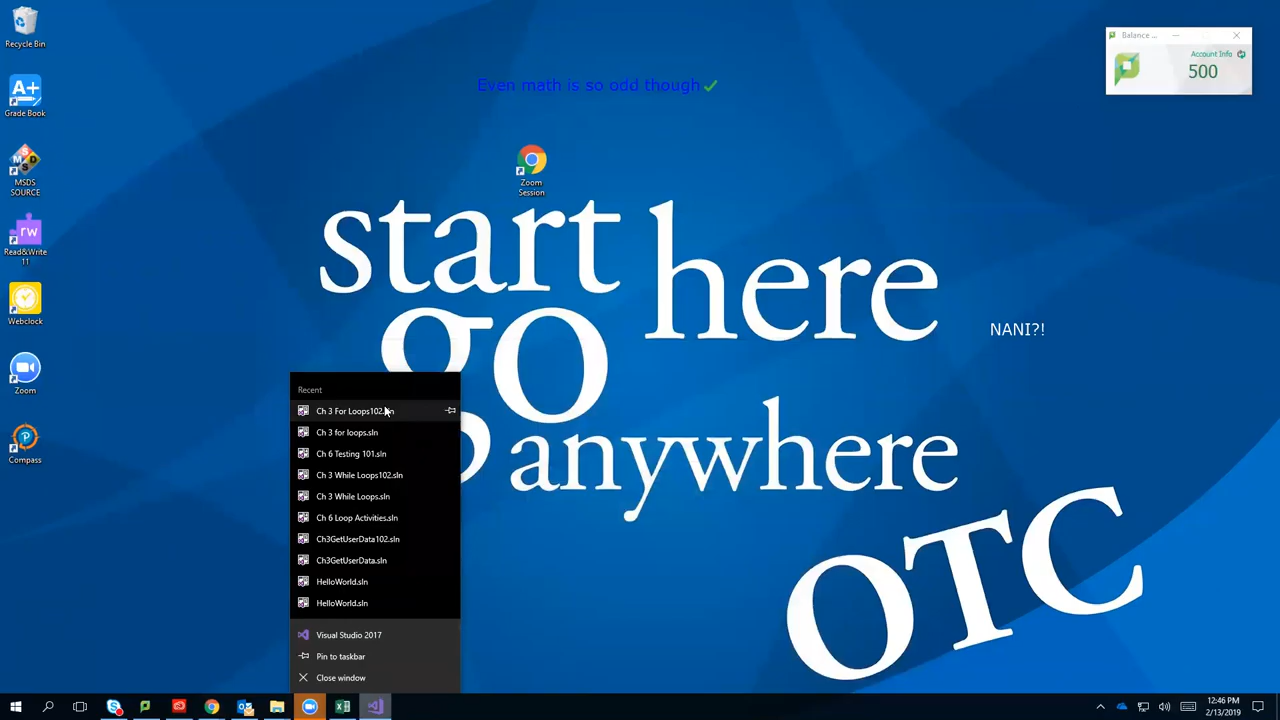 Recycle Bin
A+
Grade Book
MSDS
MSDS
SOURCE
rw
Read&Write
11
Webclock
Zoom
Compass
Even math is so odd though
Zoom
Session
Balance ...
Account Info
500
start here
go
anywhere
OTC
NANI?!
Recent
Ch 3 For Loops102.sln
Ch 3 for loops.sln
Ch 6 Testing 101.sln
Ch 3 While Loops102.sln
Ch 3 While Loops.sln
Ch 6 Loop Activities.sln
Ch3GetUserData102.sln
Ch3GetUserData.sln
HelloWorld.sln
HelloWorld.sln
Visual Studio 2017
Pin to taskbar
Close window
12:46 PM
2/13/2019